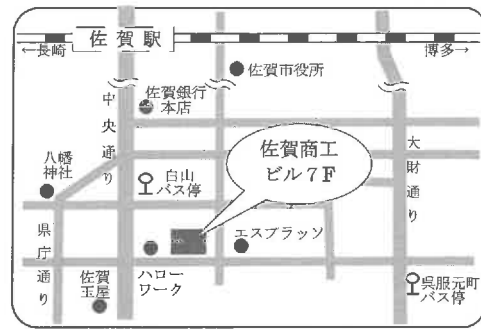 佐賀駅
←長崎
博多→
佐賀市役所
佐賀銀行
本店
中央通り
佐賀商工
ビル7F
大財通り
八幡
神社
白山
バス停
県庁通り
エスプラッツ
ハロー
ワーク
佐賀
玉屋
呉服元町
バス停